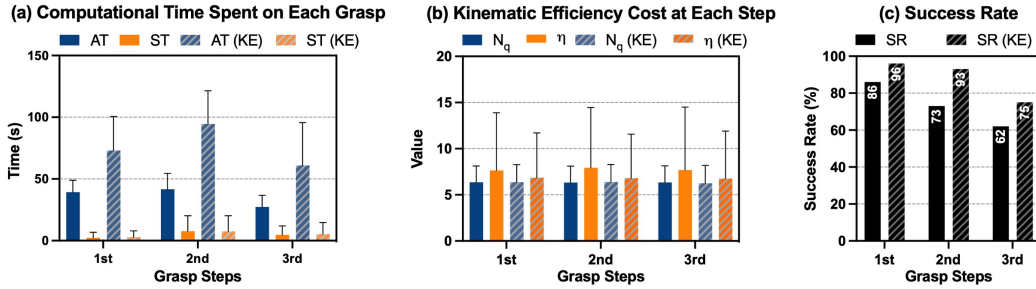 (a) Computational Time Spent on Each Grasp
AT ST AT (KE) ST (KE)
150
100
50
0
Time (s)
1st 2nd 3rd
Grasp Steps
(b) Kinematic Efficiency Cost at Each Step
Nq η Nq (KE) η (KE)
20
15
10
5
0
Value
1st 2nd 3rd
Grasp Steps
(c) Success Rate
SR SR (KE)
100
80
60
40
20
0
Success Rate (%)
86 96 73 93 62 75
1st 2nd 3rd
Grasp Steps